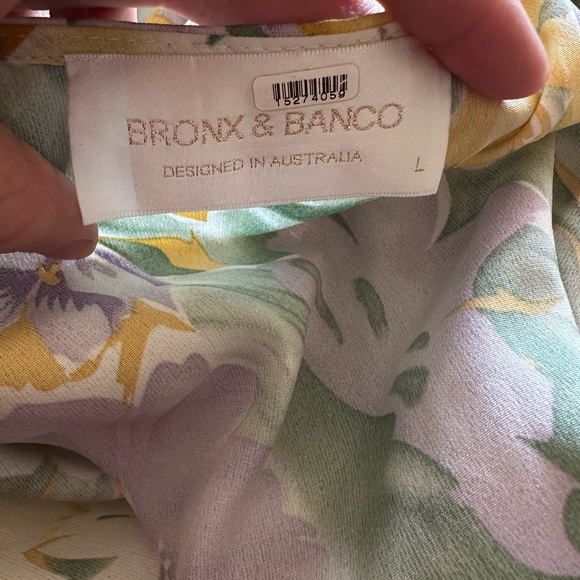 15274059
BRONX & BANCO
DESIGNED IN AUSTRALIA
L